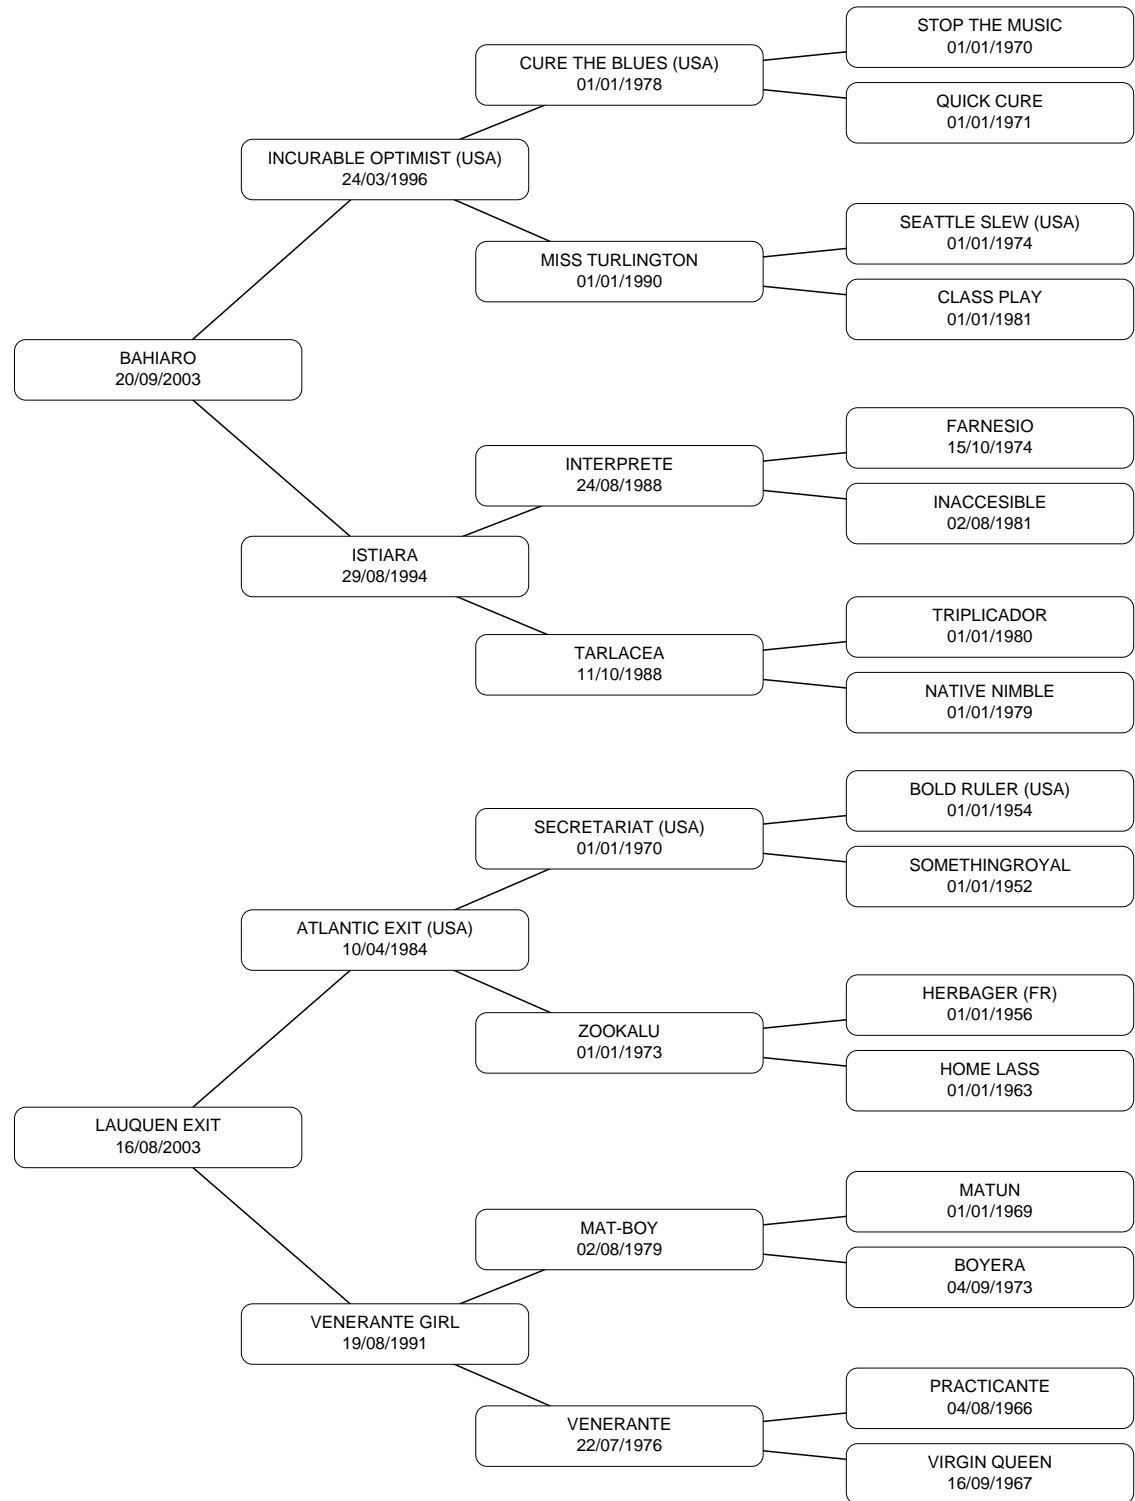 STOP THE MUSIC
01/01/1970
CURE THE BLUES (USA)
01/01/1978
QUICK CURE
01/01/1971
INCURABLE OPTIMIST (USA)
24/03/1996
SEATTLE SLEW (USA)
01/01/1974
MISS TURLINGTON
01/01/1990
CLASS PLAY
01/01/1981
BAHIARO
20/09/2003
FARNESIO
15/10/1974
INTERPRETE
24/08/1988
INACCESIBLE
02/08/1981
ISTIARA
29/08/1994
TRIPLICADOR
01/01/1980
TARLACEA
11/10/1988
NATIVE NIMBLE
01/01/1979
BOLD RULER (USA)
01/01/1954
SECRETARIAT (USA)
01/01/1970
SOMETHINGROYAL
01/01/1952
ATLANTIC EXIT (USA)
10/04/1984
HERBAGER (FR)
01/01/1956
ZOOKALU
01/01/1973
HOME LASS
01/01/1963
LAUQUEN EXIT
16/08/2003
MATUN
01/01/1969
MAT-BOY
02/08/1979
BOYERA
04/09/1973
VENERANTE GIRL
19/08/1991
PRACTICANTE
04/08/1966
VENERANTE
22/07/1976
VIRGIN QUEEN
16/09/1967